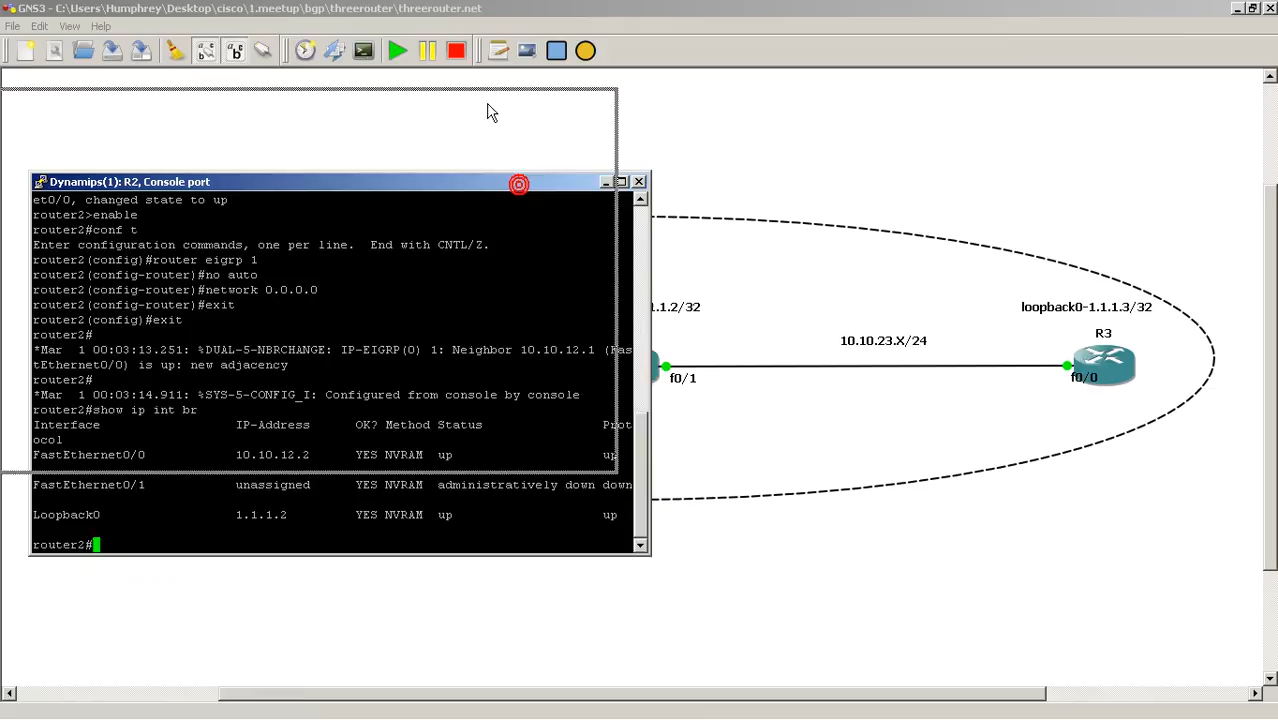 GNS3 - C:\Users\Humphrey\Desktop\cisco\1.meetup\bgp\threerouter\threerouter.net
File Edit View Help
Dynamips(1): R2, Console port
et0/0, changed state to up
router2>enable
router2#conf t
Enter configuration commands, one per line.  End with CNTL/Z.
router2(config)#router eigrp 1
router2(config-router)#no auto
router2(config-router)#network 0.0.0.0
router2(config-router)#exit
router2(config)#exit
router2#
*Mar  1 00:03:13.251: %DUAL-5-NBRCHANGE: IP-EIGRP(0) 1: Neighbor 10.10.12.1 (Fas
tEthernet0/0) is up: new adjacency
router2#
*Mar  1 00:03:14.911: %SYS-5-CONFIG_I: Configured from console by console
router2#show ip int br
Interface IP-Address OK? Method Status Prot
ocol
FastEthernet0/0 10.10.12.2 YES NVRAM up up
FastEthernet0/1 unassigned YES NVRAM administratively down down
Loopback0 1.1.1.2 YES NVRAM up up
router2#
.1.2/32
f0/1
10.10.23.X/24
loopback0-1.1.1.3/32
R3
f0/0